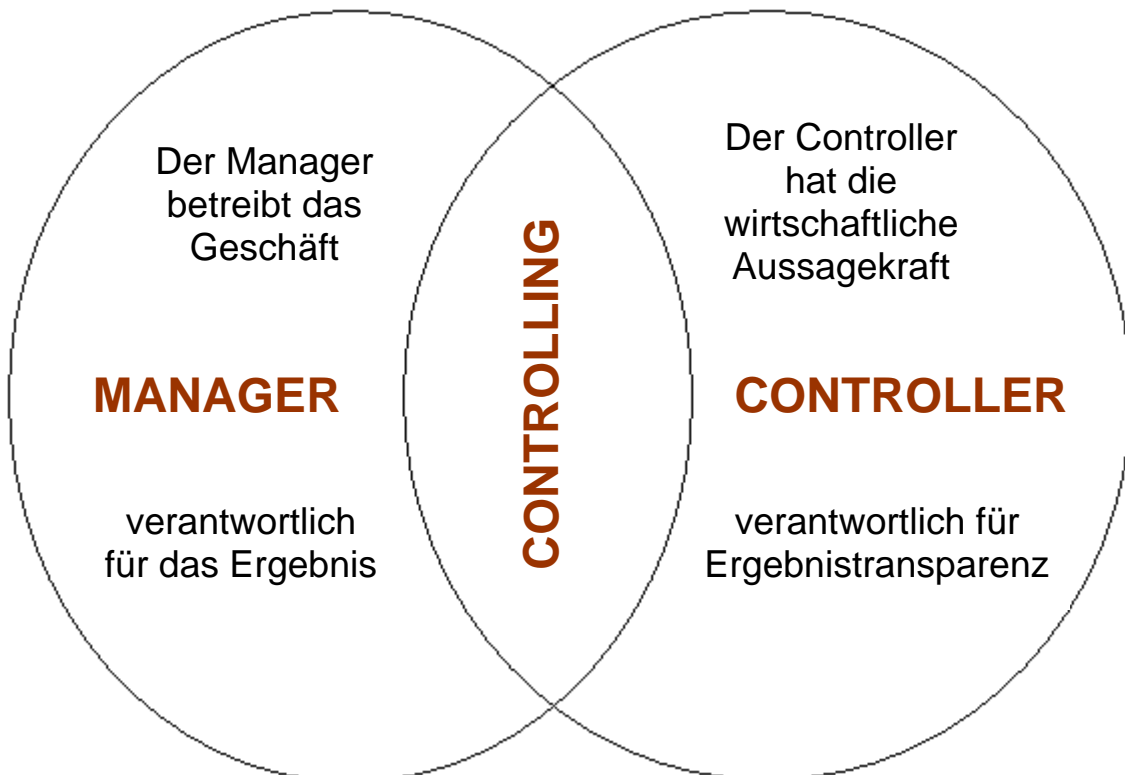 Der Manager
betreibt das
Geschäft
MANAGER
verantwortlich
für das Ergebnis
CONTROLLING
Der Controller
hat die
wirtschaftliche
Aussagekraft
CONTROLLER
verantwortlich für
Ergebnistransparenz